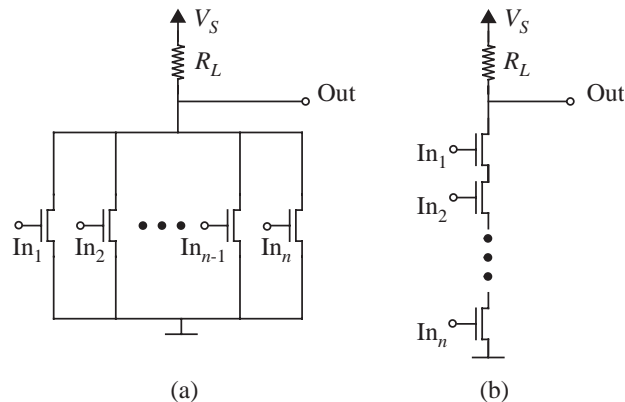 V_S
R_L
Out
In_1
In_2
In_{n-1}
In_n
(a)
V_S
R_L
Out
In_1
In_2
In_n
(b)